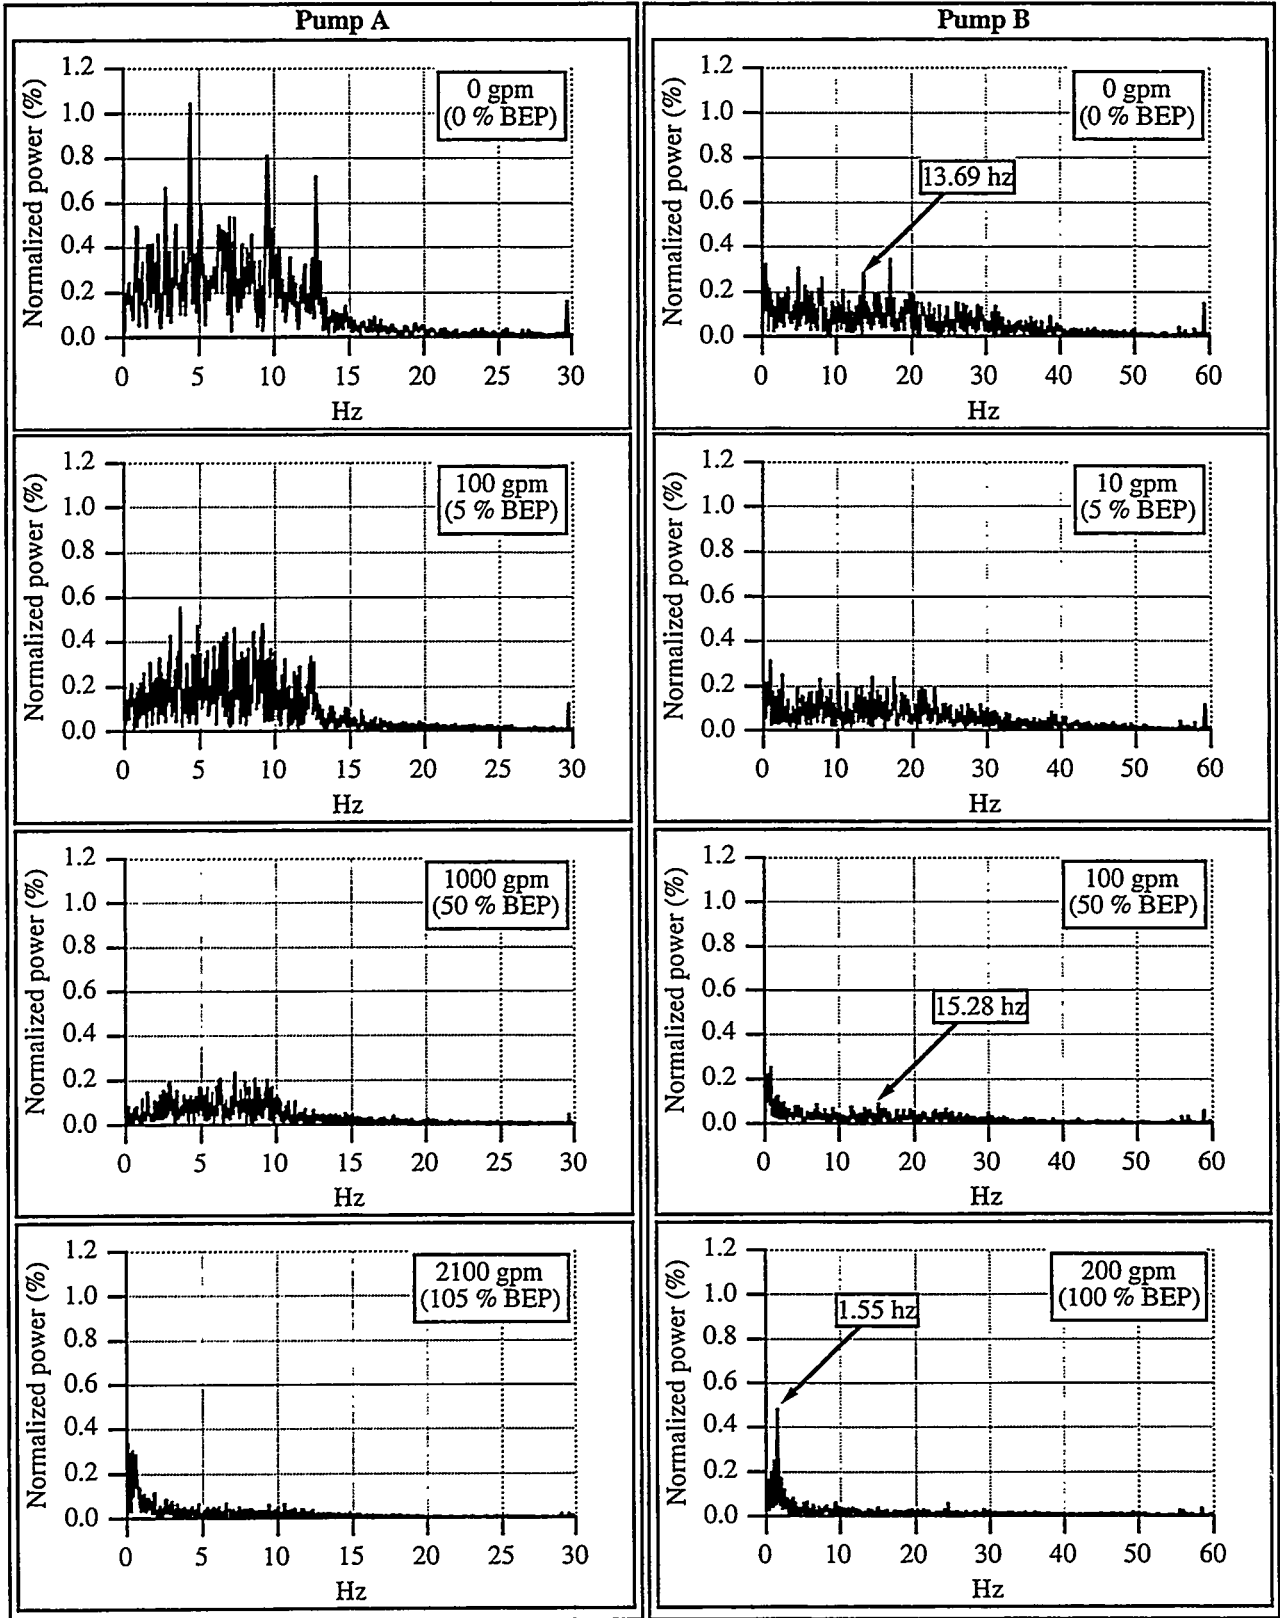 Pump A
Normalized power (%)
1.2
1.0
0.8
0.6
0.4
0.2
0.0
0 gpm
(0 % BEP)
0 5 10 15 20 25 30
Hz
Normalized power (%)
1.2
1.0
0.8
0.6
0.4
0.2
0.0
100 gpm
(5 % BEP)
0 5 10 15 20 25 30
Hz
Normalized power (%)
1.2
1.0
0.8
0.6
0.4
0.2
0.0
1000 gpm
(50 % BEP)
0 5 10 15 20 25 30
Hz
Normalized power (%)
1.2
1.0
0.8
0.6
0.4
0.2
0.0
2100 gpm
(105 % BEP)
0 5 10 15 20 25 30
Hz
Pump B
Normalized power (%)
1.2
1.0
0.8
0.6
0.4
0.2
0.0
0 gpm
(0 % BEP)
13.69 hz
0 10 20 30 40 50 60
Hz
Normalized power (%)
1.2
1.0
0.8
0.6
0.4
0.2
0.0
10 gpm
(5 % BEP)
0 10 20 30 40 50 60
Hz
Normalized power (%)
1.2
1.0
0.8
0.6
0.4
0.2
0.0
100 gpm
(50 % BEP)
15.28 hz
0 10 20 30 40 50 60
Hz
Normalized power (%)
1.2
1.0
0.8
0.6
0.4
0.2
0.0
200 gpm
(100 % BEP)
1.55 hz
0 10 20 30 40 50 60
Hz